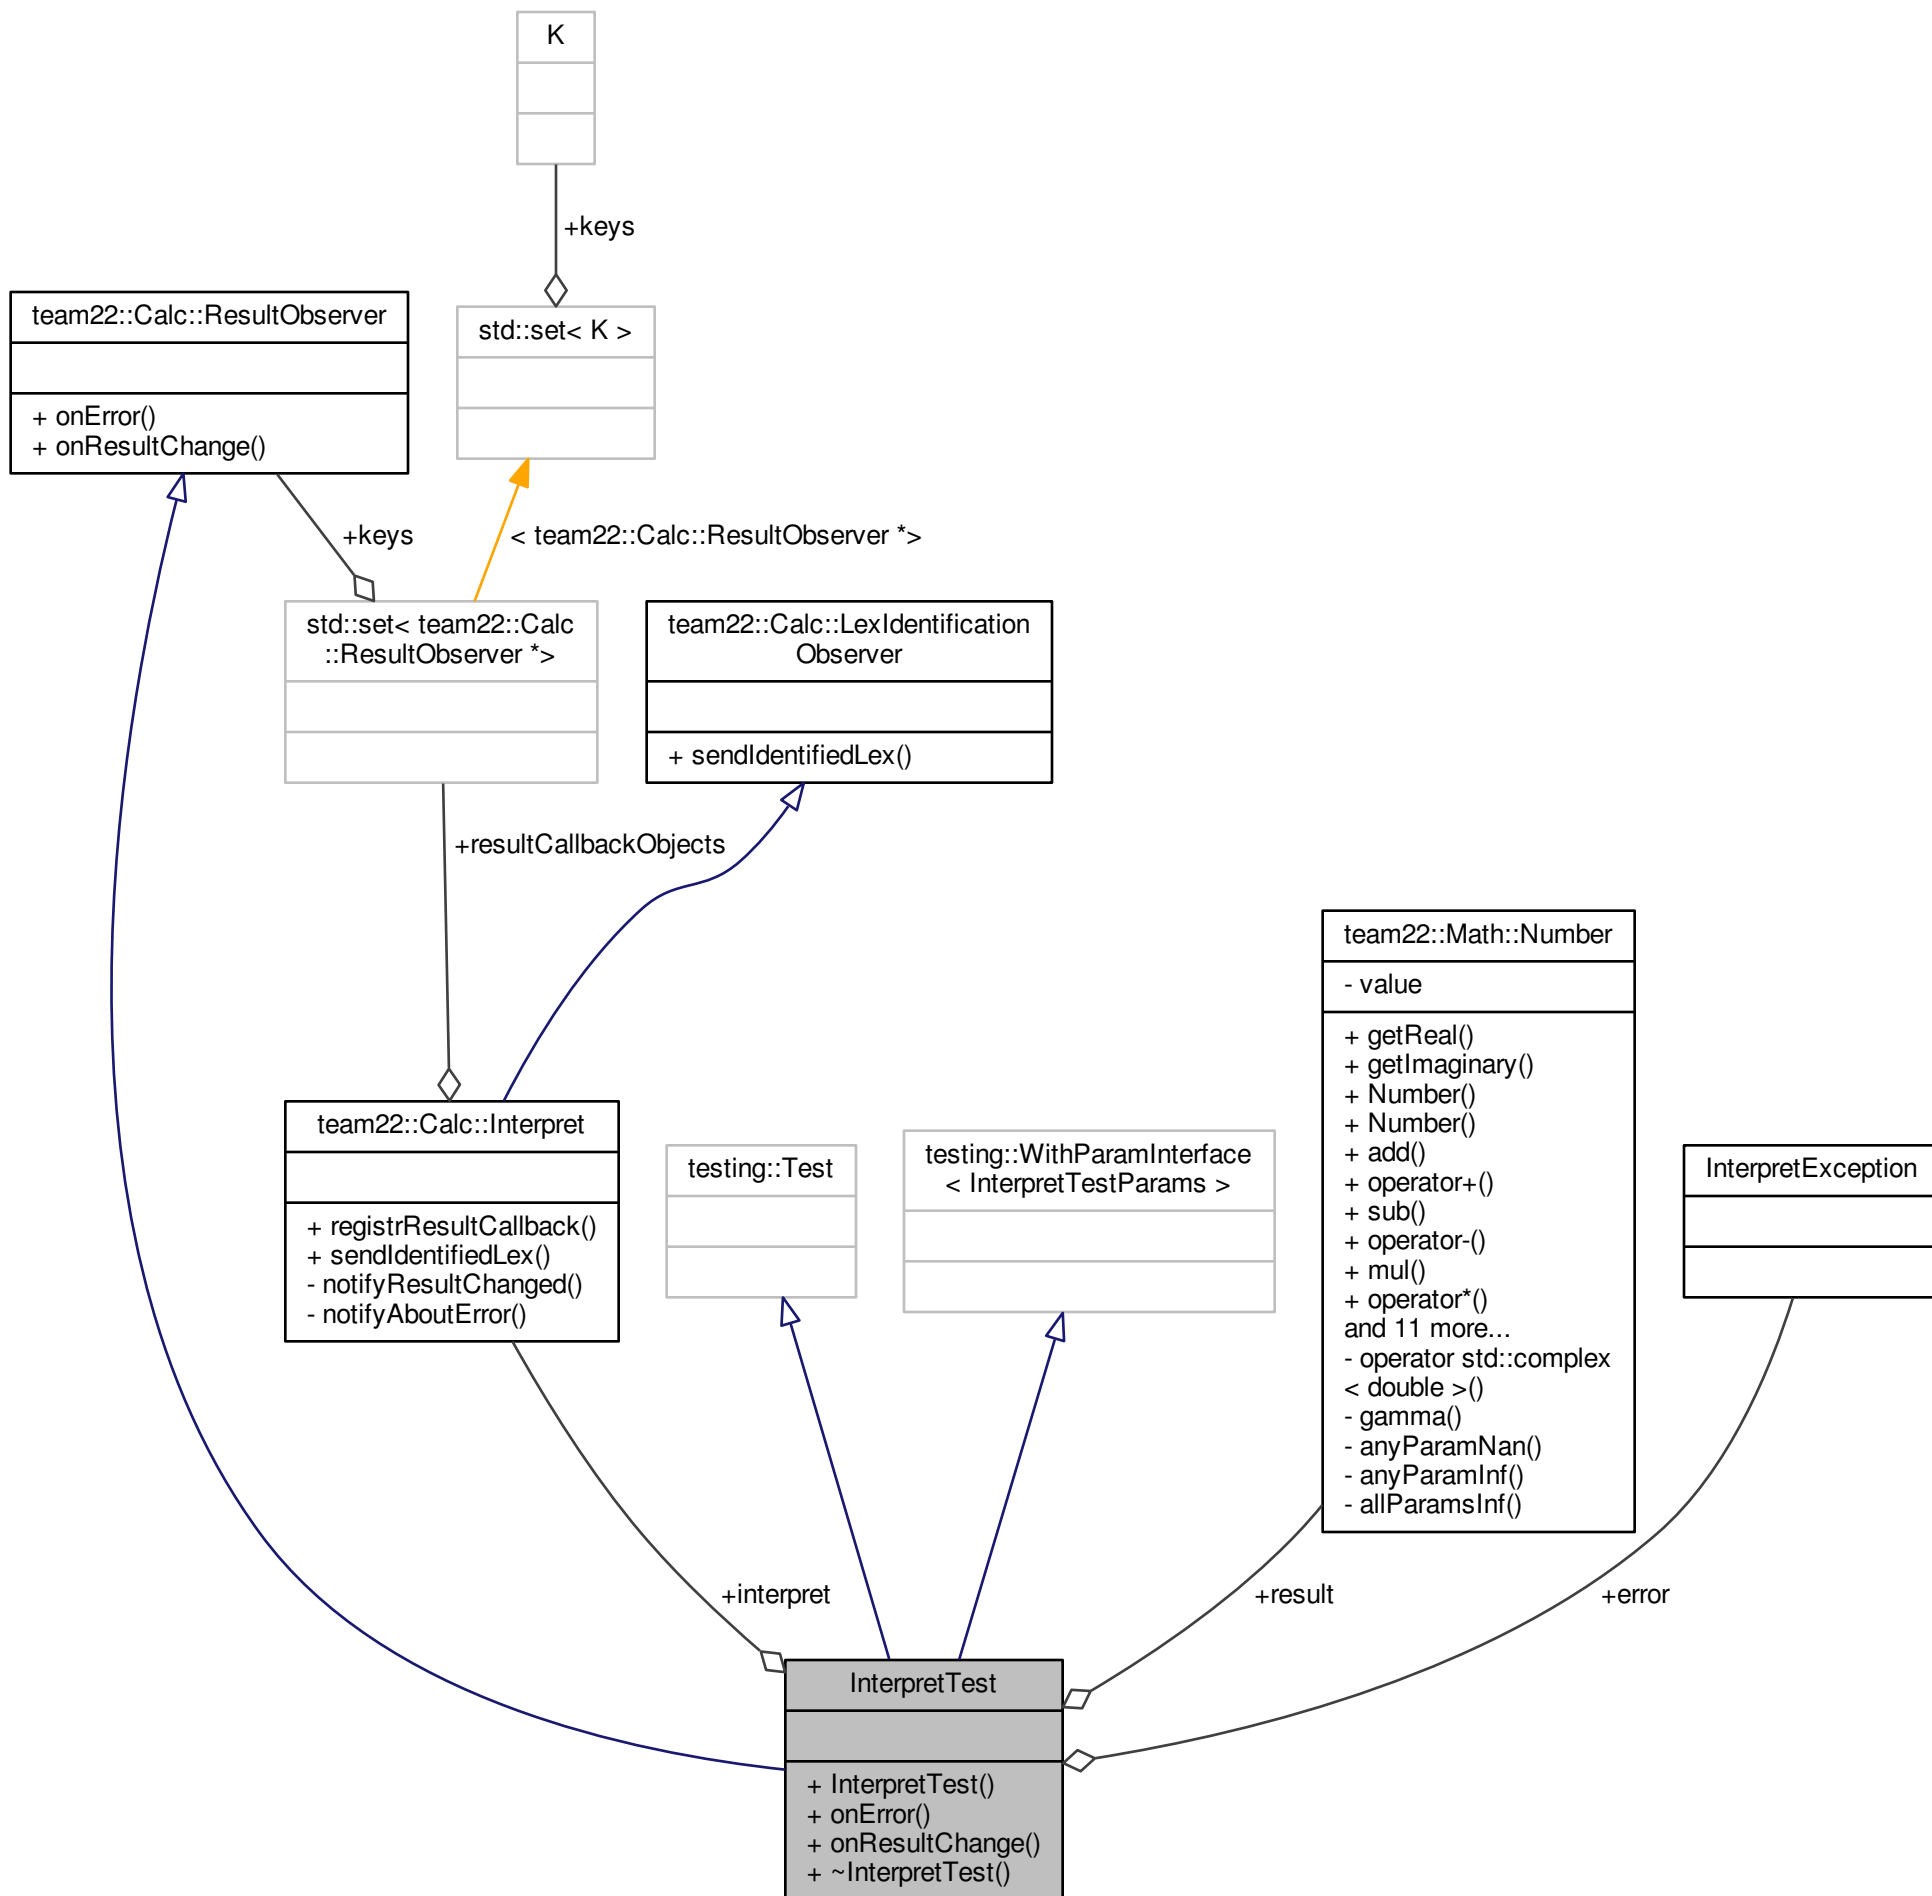 K
+keys
team22::Calc::ResultObserver
+ onError()
+ onResultChange()
std::set< K >
+keys
< team22::Calc::ResultObserver *>
std::set< team22::Calc
::ResultObserver *>
team22::Calc::LexIdentification
Observer
+ sendIdentifiedLex()
+resultCallbackObjects
team22::Calc::Interpret
+ registrResultCallback()
+ sendIdentifiedLex()
- notifyResultChanged()
- notifyAboutError()
testing::Test
testing::WithParamInterface
< InterpretTestParams >
team22::Math::Number
- value
+ getReal()
+ getImaginary()
+ Number()
+ Number()
+ add()
+ operator+()
+ sub()
+ operator-()
+ mul()
+ operator*()
and 11 more...
- operator std::complex
< double >()
- gamma()
- anyParamNan()
- anyParamInf()
- allParamsInf()
InterpretException
+interpret
+result
+error
InterpretTest
+ InterpretTest()
+ onError()
+ onResultChange()
+ ~InterpretTest()